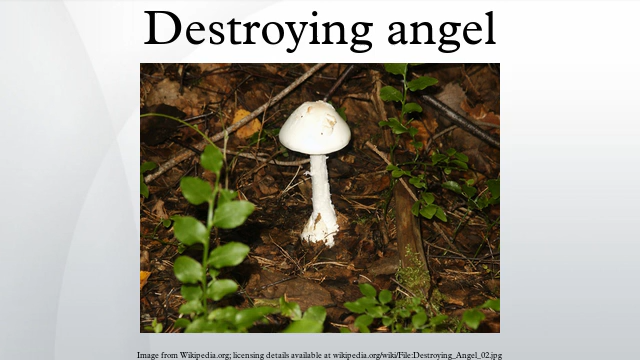 Destroying angel
Image from Wikipedia.org; licensing details available at wikipedia.org/wiki/File:Destroying_Angel_02.jpg